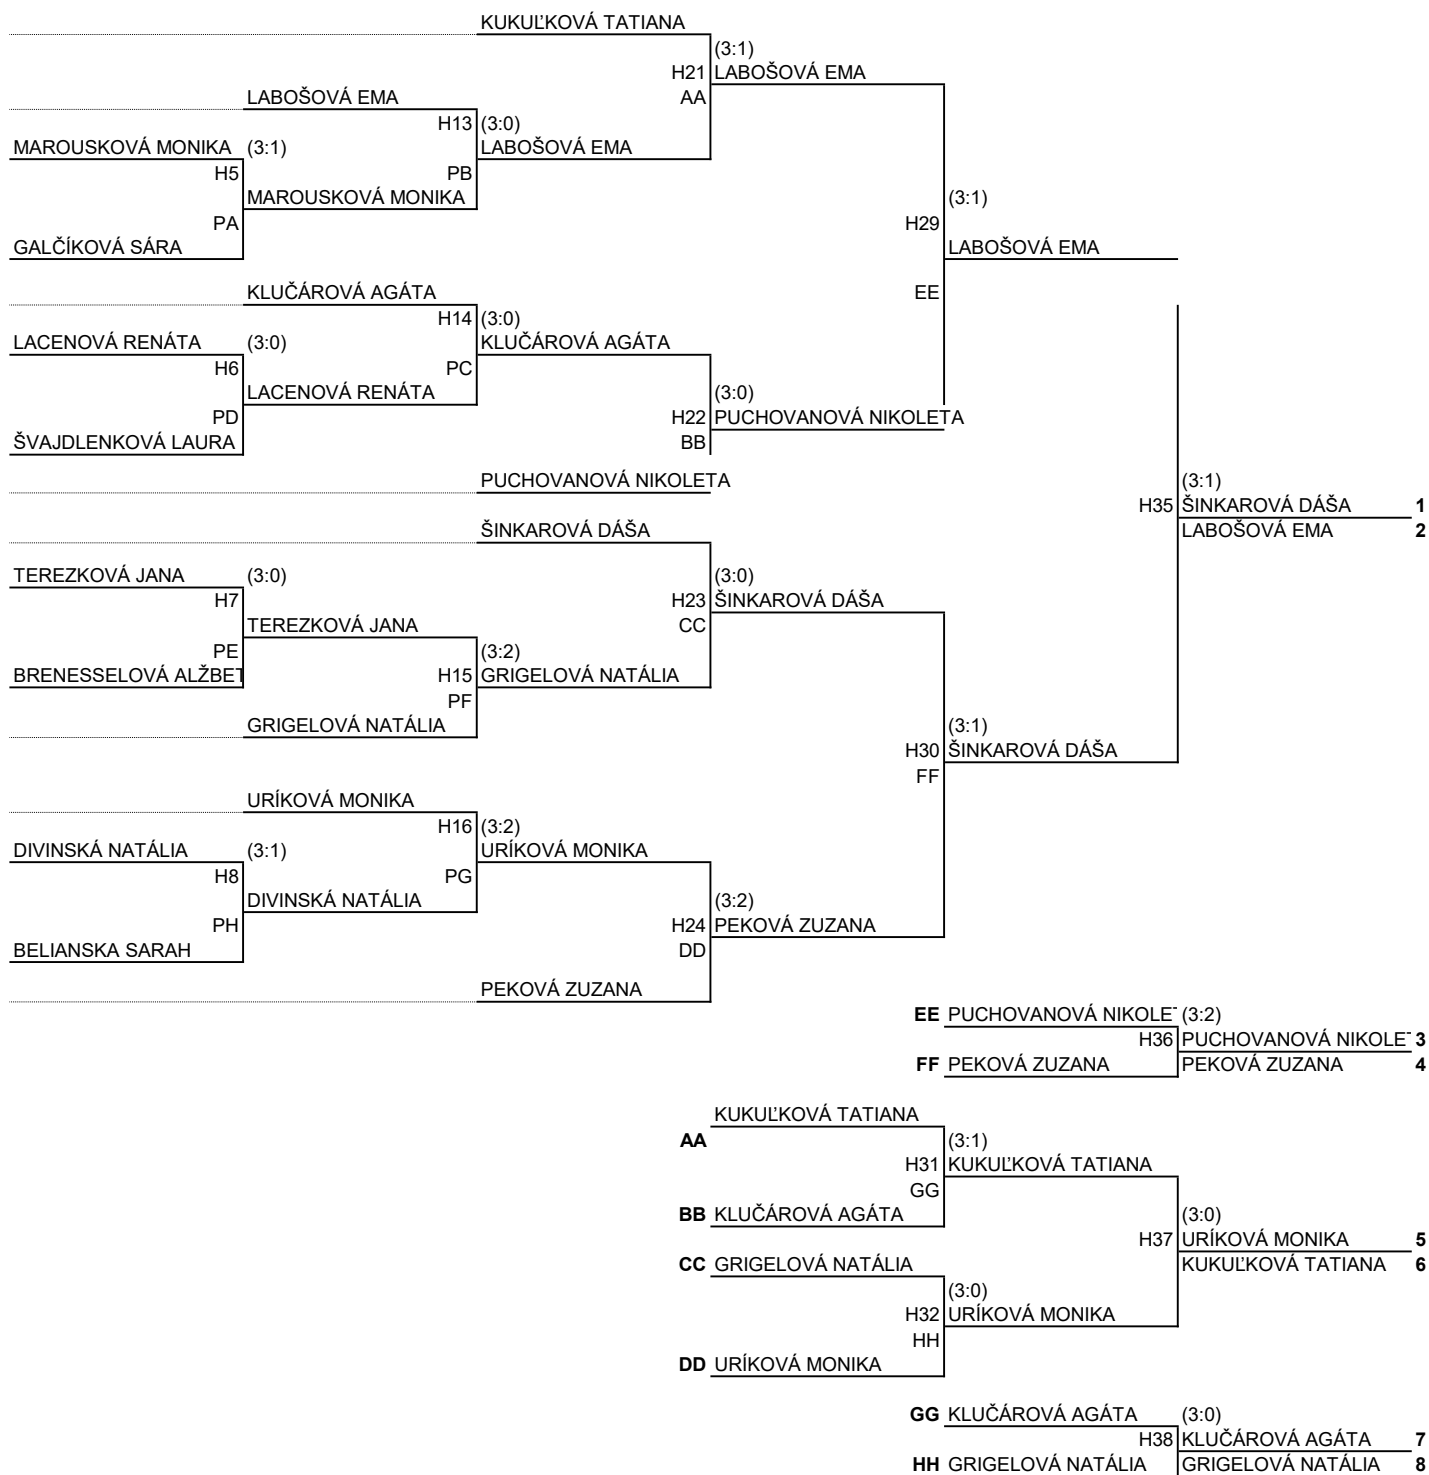 KUKUĽKOVÁ TATIANA
(3:1)
H21 LABOŠOVÁ EMA
LABOŠOVÁ EMA
AA
H13 (3:0)
MAROUSKOVÁ MONIKA (3:1) LABOŠOVÁ EMA
H5 PB
MAROUSKOVÁ MONIKA (3:1)
PA H29
GALČÍKOVÁ SÁRA LABOŠOVÁ EMA
KLUČÁROVÁ AGÁTA EE
H14 (3:0)
LACENOVÁ RENÁTA (3:0) KLUČÁROVÁ AGÁTA
H6 PC
LACENOVÁ RENÁTA (3:0)
PD H22 PUCHOVANOVÁ NIKOLETA
ŠVAJDLENKOVÁ LAURA BB
PUCHOVANOVÁ NIKOLETA (3:1)
H35 ŠINKAROVÁ DÁŠA 1
ŠINKAROVÁ DÁŠA LABOŠOVÁ EMA 2
TEREZKOVÁ JANA (3:0) (3:0)
H7 H23 ŠINKAROVÁ DÁŠA
TEREZKOVÁ JANA CC
PE (3:2)
BRENESSELOVÁ ALŽBET H15 GRIGELOVÁ NATÁLIA
PF
GRIGELOVÁ NATÁLIA (3:1)
H30 ŠINKAROVÁ DÁŠA
FF
URÍKOVÁ MONIKA
H16 (3:2)
DIVINSKÁ NATÁLIA (3:1) URÍKOVÁ MONIKA
H8 PG
DIVINSKÁ NATÁLIA (3:2)
PH H24 PEKOVÁ ZUZANA
BELIANSKA SARAH DD
PEKOVÁ ZUZANA
EE PUCHOVANOVÁ NIKOLE (3:2)
H36 PUCHOVANOVÁ NIKOLE 3
FF PEKOVÁ ZUZANA PEKOVÁ ZUZANA 4
KUKUĽKOVÁ TATIANA
AA (3:1)
H31 KUKUĽKOVÁ TATIANA
GG
BB KLUČÁROVÁ AGÁTA (3:0)
H37 URÍKOVÁ MONIKA 5
CC GRIGELOVÁ NATÁLIA KUKUĽKOVÁ TATIANA 6
(3:0)
H32 URÍKOVÁ MONIKA
HH
DD URÍKOVÁ MONIKA
GG KLUČÁROVÁ AGÁTA (3:0)
H38 KLUČÁROVÁ AGÁTA 7
HH GRIGELOVÁ NATÁLIA GRIGELOVÁ NATÁLIA 8